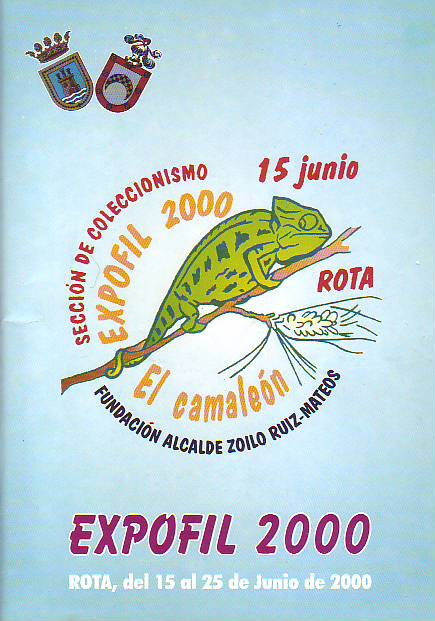 SECCIÓN DE COLECCIONISMO
EXPOFIL 2000
15 junio
ROTA
El camaleón
FUNDACIÓN ALCALDE ZOILO RUIZ-MATEOS
EXPOFIL 2000
ROTA, del 15 al 25 de Junio de 2000